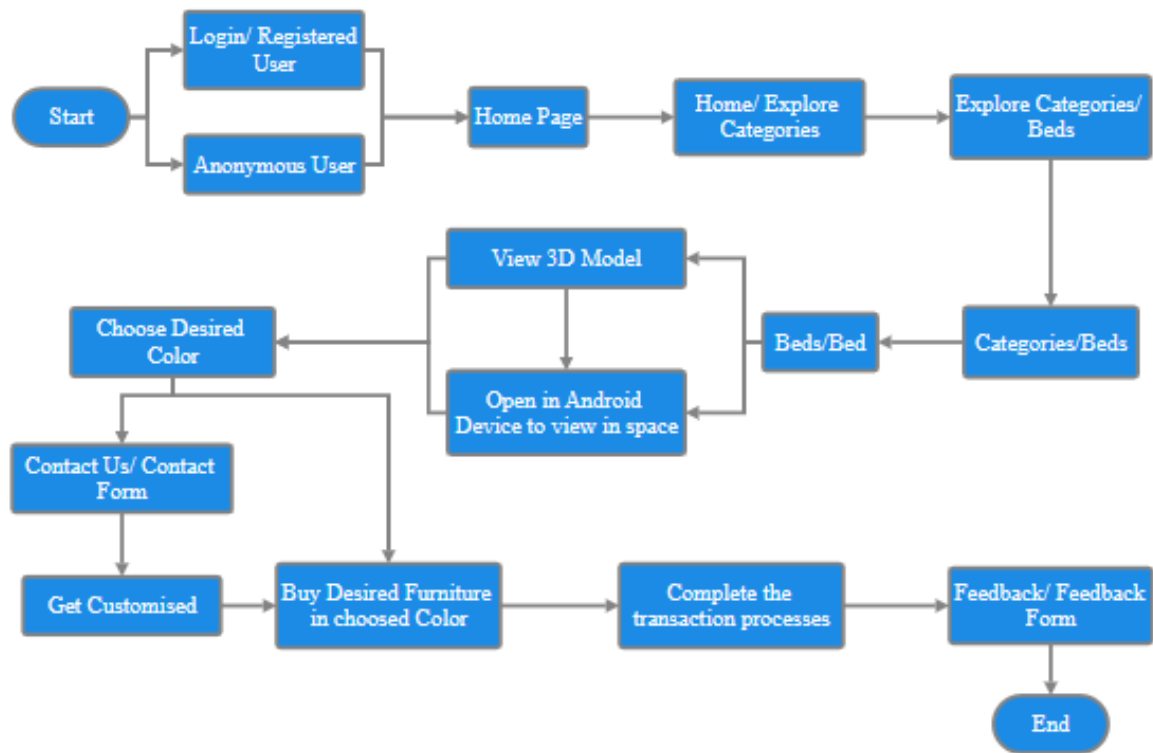 Login/ Registered
User
Start
Anonymous User
Home Page
Home/ Explore
Categories
Explore Categories/
Beds
View 3D Model
Choose Desired
Color
Beds/Bed
Categories/Beds
Open in Android
Device to view in space
Contact Us/ Contact
Form
Get Customised
Buy Desired Furniture
in choosed Color
Complete the
transaction processes
Feedback/ Feedback
Form
End